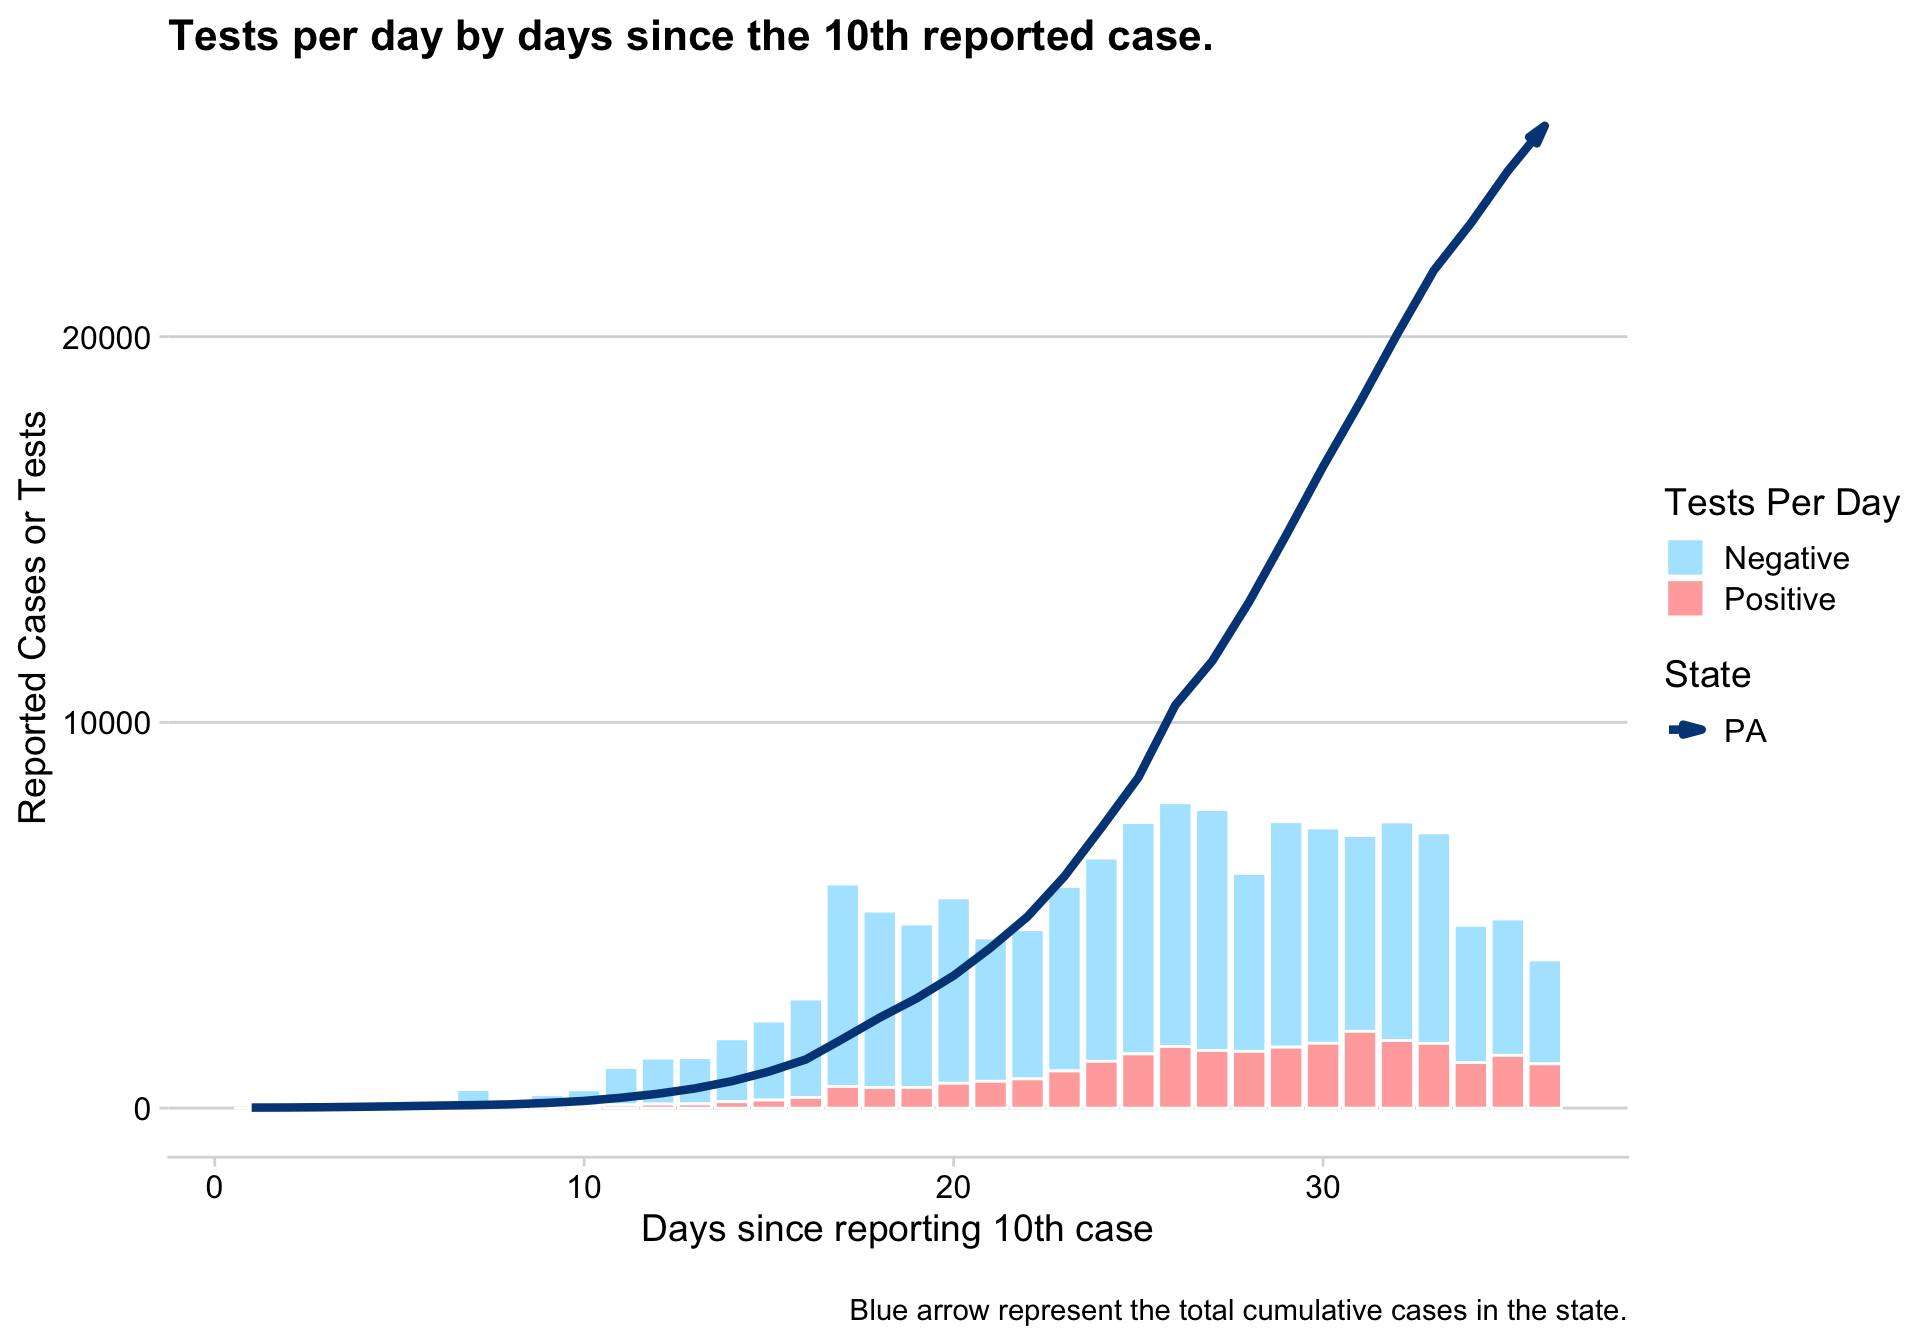 Tests per day by days since the 10th reported case.
Reported Cases or Tests
20000
10000
0
0 10 20 30
Days since reporting 10th case
Tests Per Day
Negative
Positive
State
PA
Blue arrow represent the total cumulative cases in the state.